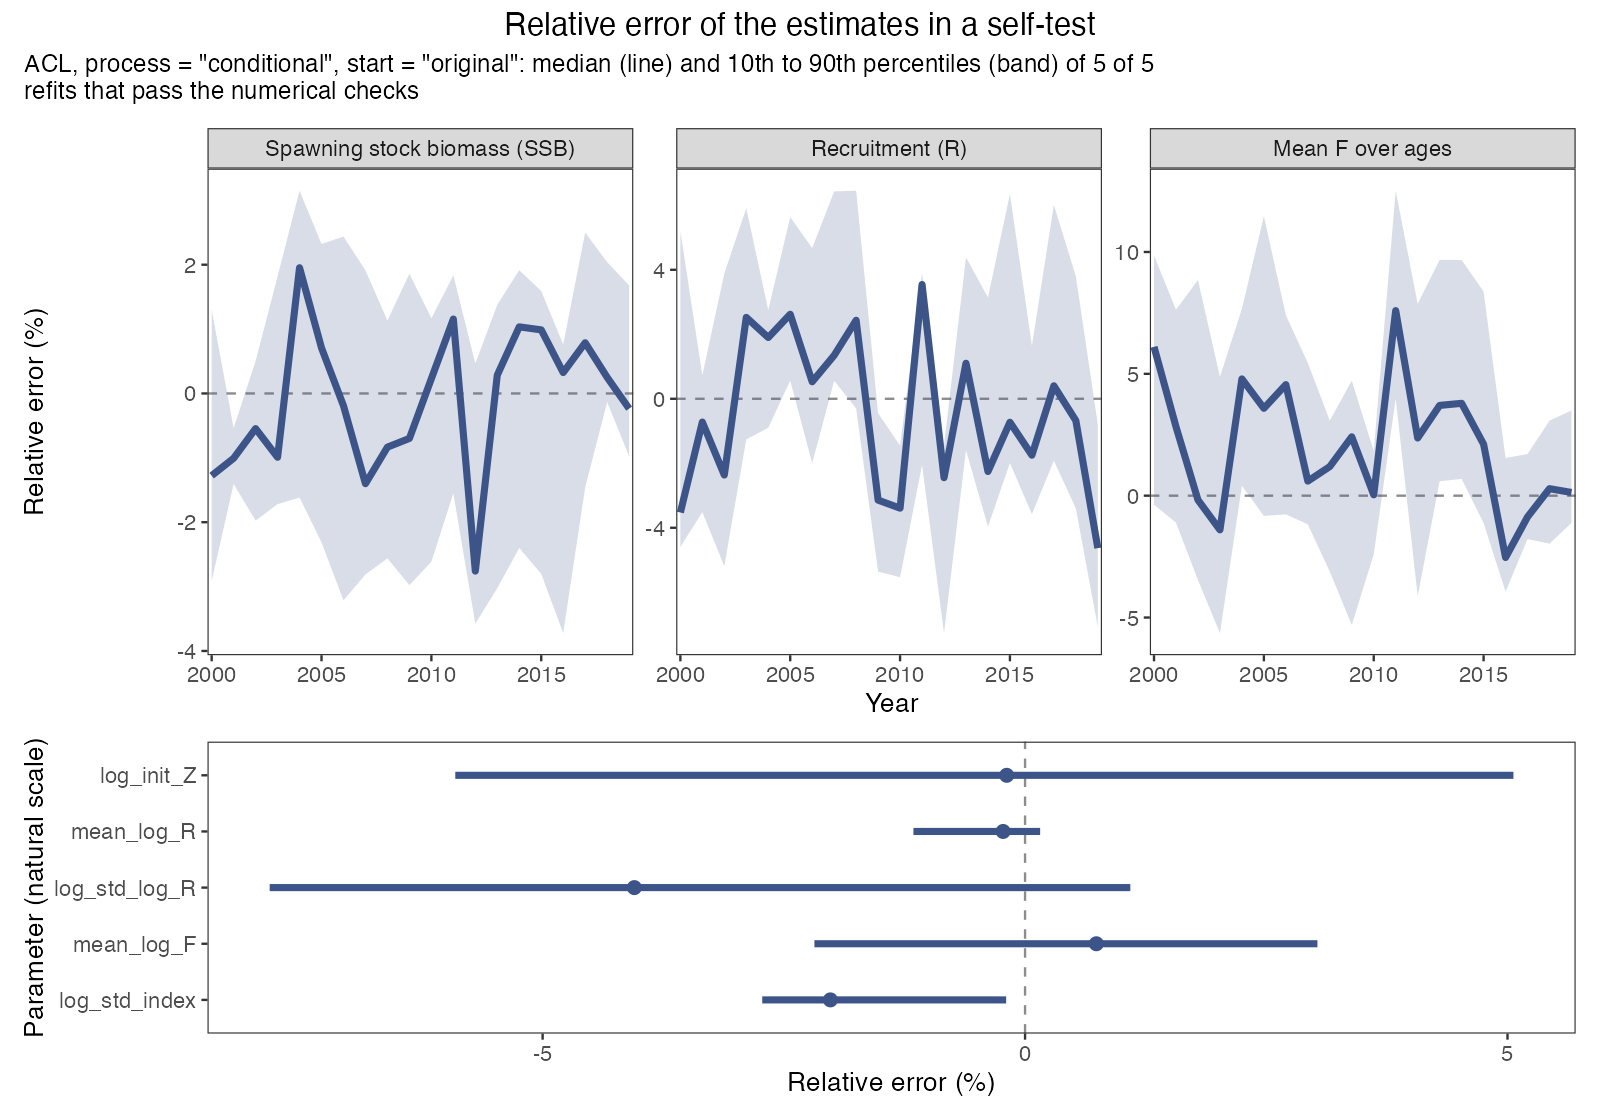 Relative error of the estimates in a self-test
ACL, process = "conditional", start = "original": median (line) and 10th to 90th percentiles (band) of 5 of 5
refits that pass the numerical checks
Spawning stock biomass (SSB)
Recruitment (R)
Mean F over ages
Relative error (%)
2
0
-2
-4
4
0
-4
10
5
0
-5
2000 2005 2010 2015
2000 2005 2010 2015
2000 2005 2010 2015
Year
Parameter (natural scale)
log_init_Z
mean_log_R
log_std_log_R
mean_log_F
log_std_index
-5 0 5
Relative error (%)